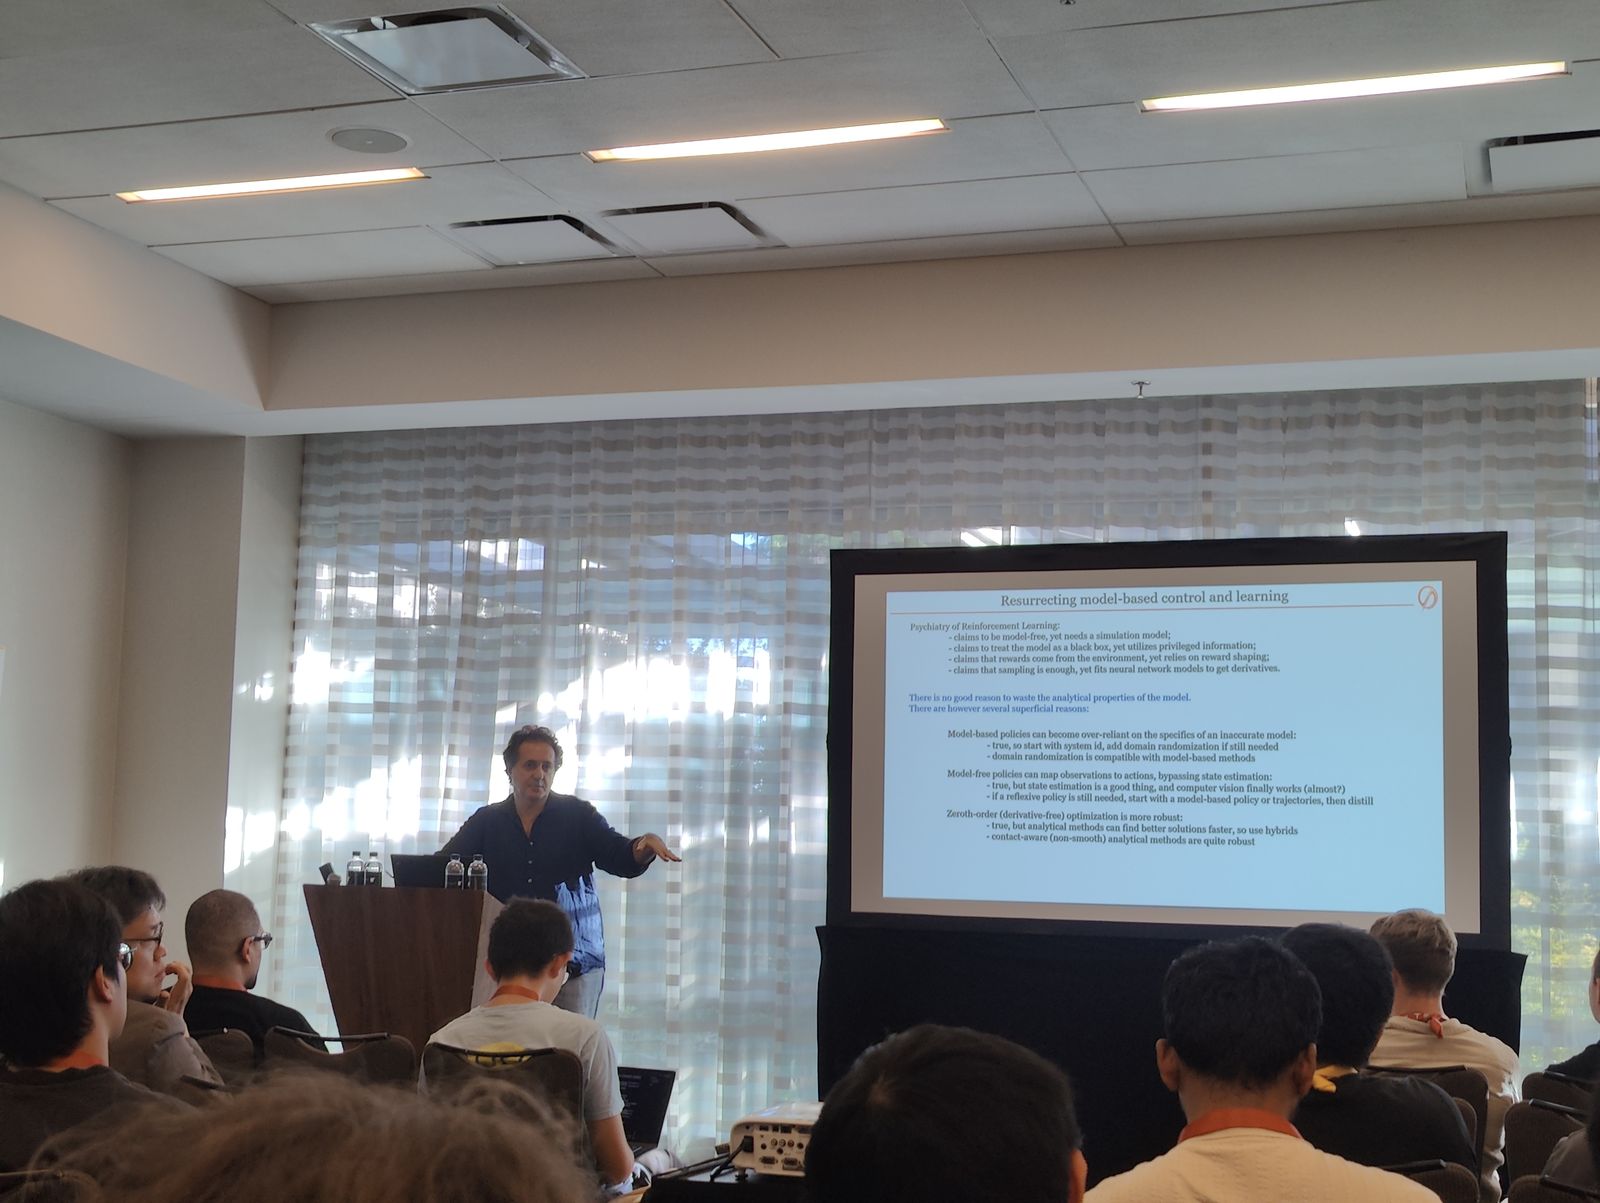 Resurrecting model-based control and learning
Psychiatry of Reinforcement Learning:
- claims to be model-free, yet needs a simulation model;
- claims to treat the model as a black box, yet utilizes privileged information;
- claims that rewards come from the environment, yet relies on reward shaping;
- claims that sampling is enough, yet fits neural network models to get derivatives.
There is no good reason to waste the analytical properties of the model.
There are however several superficial reasons:
Model-based policies can become over-reliant on the specifics of an inaccurate model:
- true, so start with system id, add domain randomization if still needed
- domain randomization is compatible with model-based methods
Model-free policies can map observations to actions, bypassing state estimation:
- true, but state estimation is a good thing, and computer vision finally works (almost?)
- if a reflexive policy is still needed, start with a model-based policy or trajectories, then distill
Zeroth-order (derivative-free) optimization is more robust:
- true, but analytical methods can find better solutions faster, so use hybrids
- contact-aware (non-smooth) analytical methods are quite robust